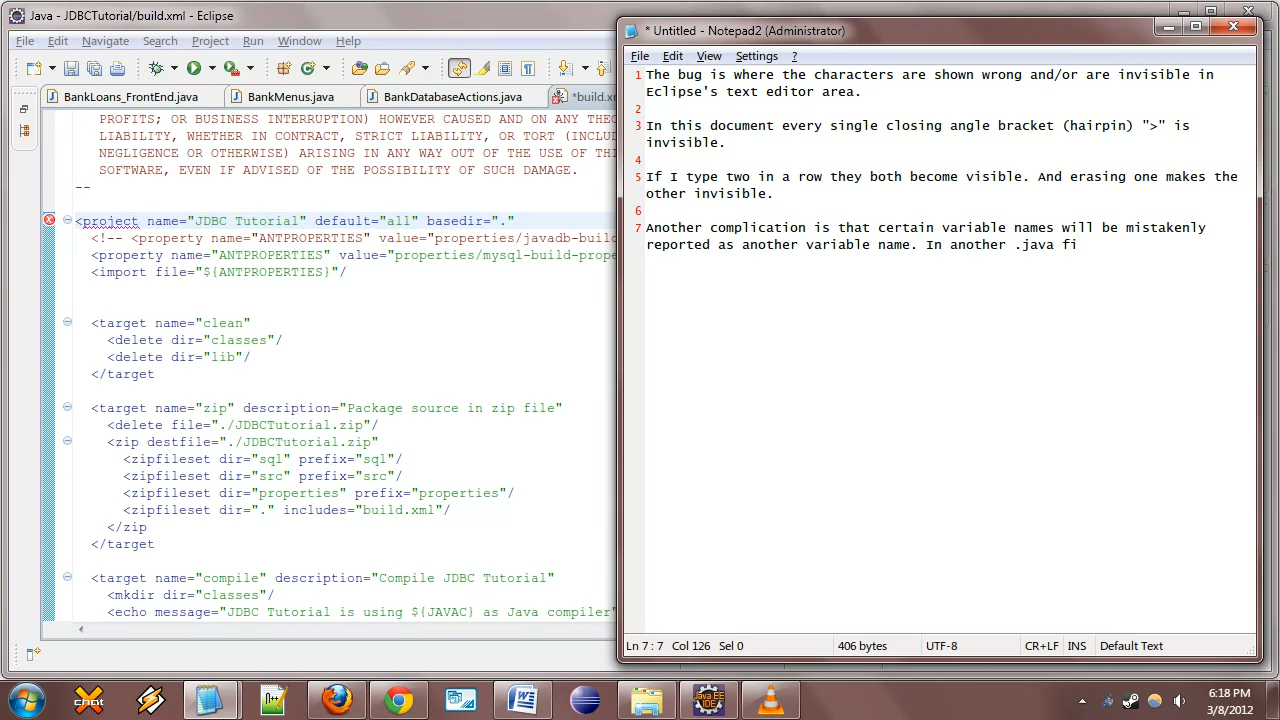 Java - JDBCTutorial/build.xml - Eclipse
File Edit Navigate Search Project Run Window Help
BankLoans_FrontEnd.java BankMenus.java BankDatabaseActions.java *build.xm
PROFITS; OR BUSINESS INTERRUPTION) HOWEVER CAUSED AND ON ANY THEO
LIABILITY, WHETHER IN CONTRACT, STRICT LIABILITY, OR TORT (INCLU
NEGLIGENCE OR OTHERWISE) ARISING IN ANY WAY OUT OF THE USE OF THI
SOFTWARE, EVEN IF ADVISED OF THE POSSIBILITY OF SUCH DAMAGE.
--
<project name="JDBC Tutorial" default="all" basedir="."
<!-- <property name="ANTPROPERTIES" value="properties/javadb-build
<property name="ANTPROPERTIES" value="properties/mysql-build-prope
<import file="${ANTPROPERTIES}"/
<target name="clean"
<delete dir="classes"/
<delete dir="lib"/
</target
<target name="zip" description="Package source in zip file"
<delete file="./JDBCTutorial.zip"/
<zip destfile="./JDBCTutorial.zip"
<zipfileset dir="sql" prefix="sql"/
<zipfileset dir="src" prefix="src"/
<zipfileset dir="properties" prefix="properties"/
<zipfileset dir="." includes="build.xml"/
</zip
</target
<target name="compile" description="Compile JDBC Tutorial"
<mkdir dir="classes"/
<echo message="JDBC Tutorial is using ${JAVAC} as Java compiler"
* Untitled - Notepad2 (Administrator)
File Edit View Settings ?
1 The bug is where the characters are shown wrong and/or are invisible in
Eclipse's text editor area.
2
3 In this document every single closing angle bracket (hairpin) ">" is
invisible.
4
5 If I type two in a row they both become visible. And erasing one makes the
other invisible.
6
7 Another complication is that certain variable names will be mistakenly
reported as another variable name. In another .java fi
Ln 7 : 7 Col 126 Sel 0 406 bytes UTF-8 CR+LF INS Default Text
xchat
Java EE
IDE
6:18 PM
3/8/2012